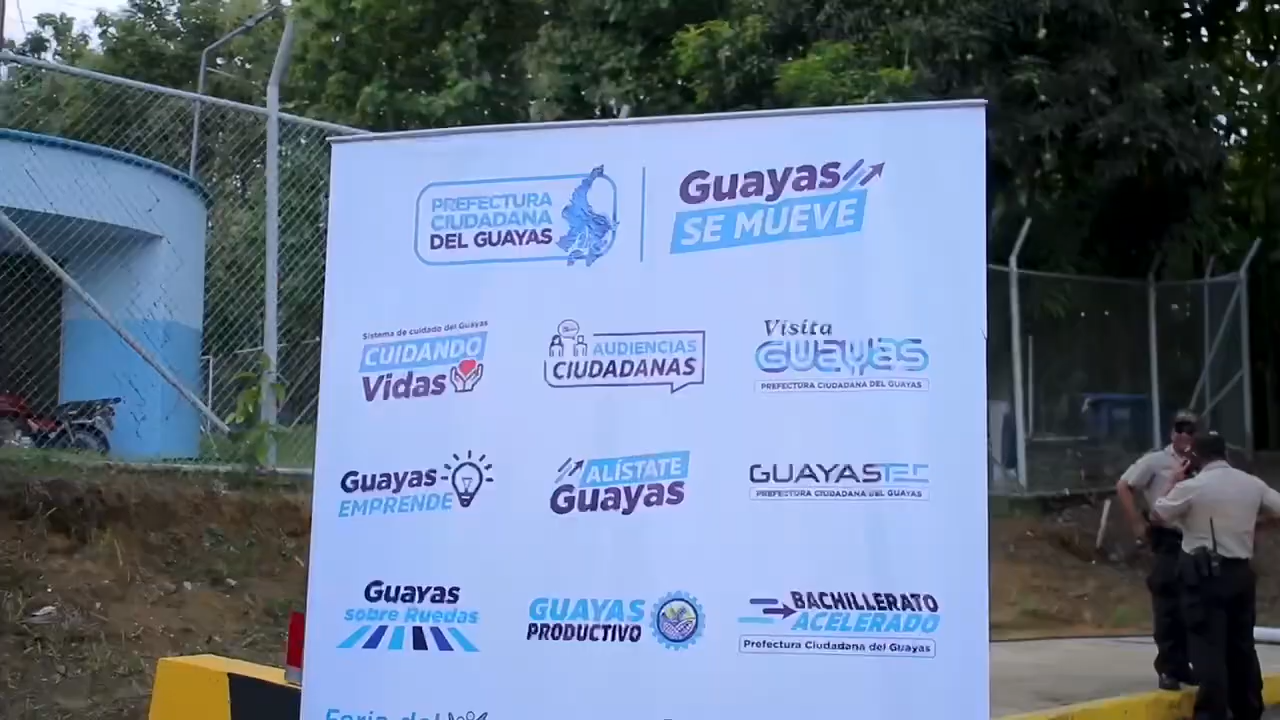 PREFECTURA
CIUDADANA
DEL GUAYAS
Guayas
SE MUEVE
Sistema de cuidado del Guayas
CUIDANDO
Vidas
AUDIENCIAS
CIUDADANAS
Visita
GUAYAS
PREFECTURA CIUDADANA DEL GUAYAS
Guayas
EMPRENDE
ALÍSTATE
Guayas
GUAYASTEC
PREFECTURA CIUDADANA DEL GUAYAS
Guayas
sobre Ruedas
GUAYAS
PRODUCTIVO
BACHILLERATO
ACELERADO
Prefectura Ciudadana del Guayas
Feria del